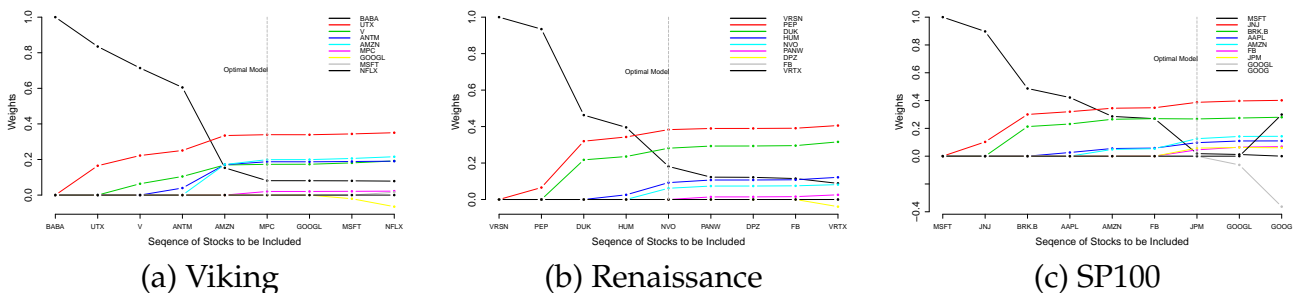 BABA
UTX
V
ANTM
AMZN
MPC
GOOGL
MSFT
NFLX
Optimal Model
Weights
0.0 0.2 0.4 0.6 0.8 1.0
BABA UTX V ANTM AMZN MPC GOOGL MSFT NFLX
Seqence of Stocks to be Included
(a) Viking
VRSN
PEP
DUK
HUM
NVO
PANW
DPZ
FB
VRTX
Optimal Model
Weights
0.0 0.2 0.4 0.6 0.8 1.0
VRSN PEP DUK HUM NVO PANW DPZ FB VRTX
Seqence of Stocks to be Included
(b) Renaissance
MSFT
JNJ
BRK.B
AAPL
AMZN
FB
JPM
GOOGL
GOOG
Optimal Model
Weights
−0.4 0.0 0.2 0.4 0.6 0.8 1.0
MSFT JNJ BRK.B AAPL AMZN FB JPM GOOGL GOOG
Seqence of Stocks to be Included
(c) SP100